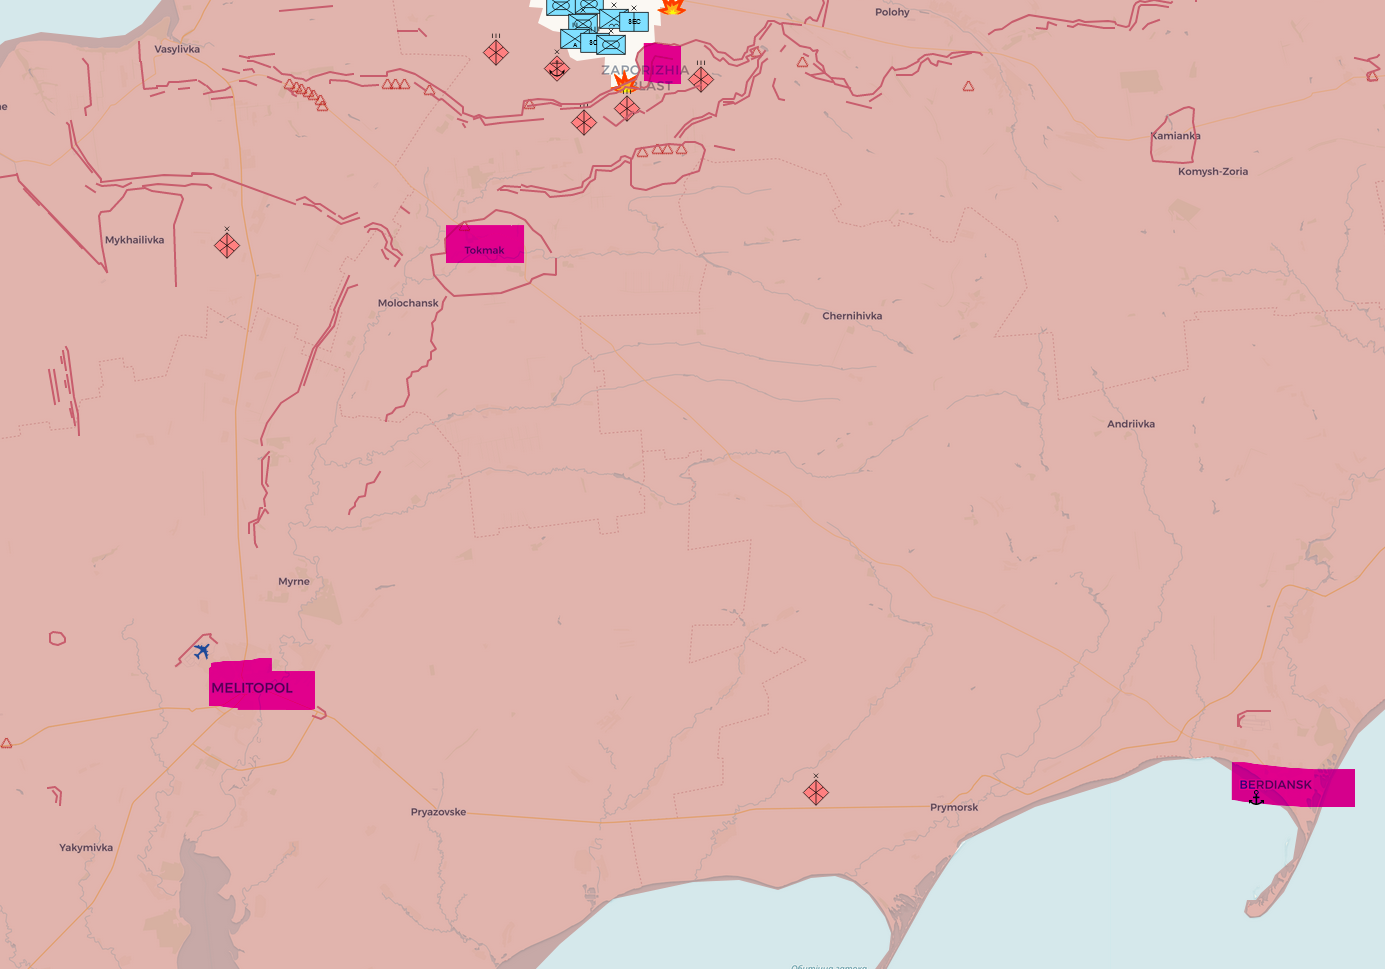 SEC
Polohy
Vasylivka
ZAPORIZHIA
OBLAST
Kamianka
Komysh-Zoria
Mykhailivka
Tokmak
Molochansk
Chernihivka
Andriivka
Myrne
MELITOPOL
BERDIANSK
Prymorsk
Pryazovske
Yakymivka